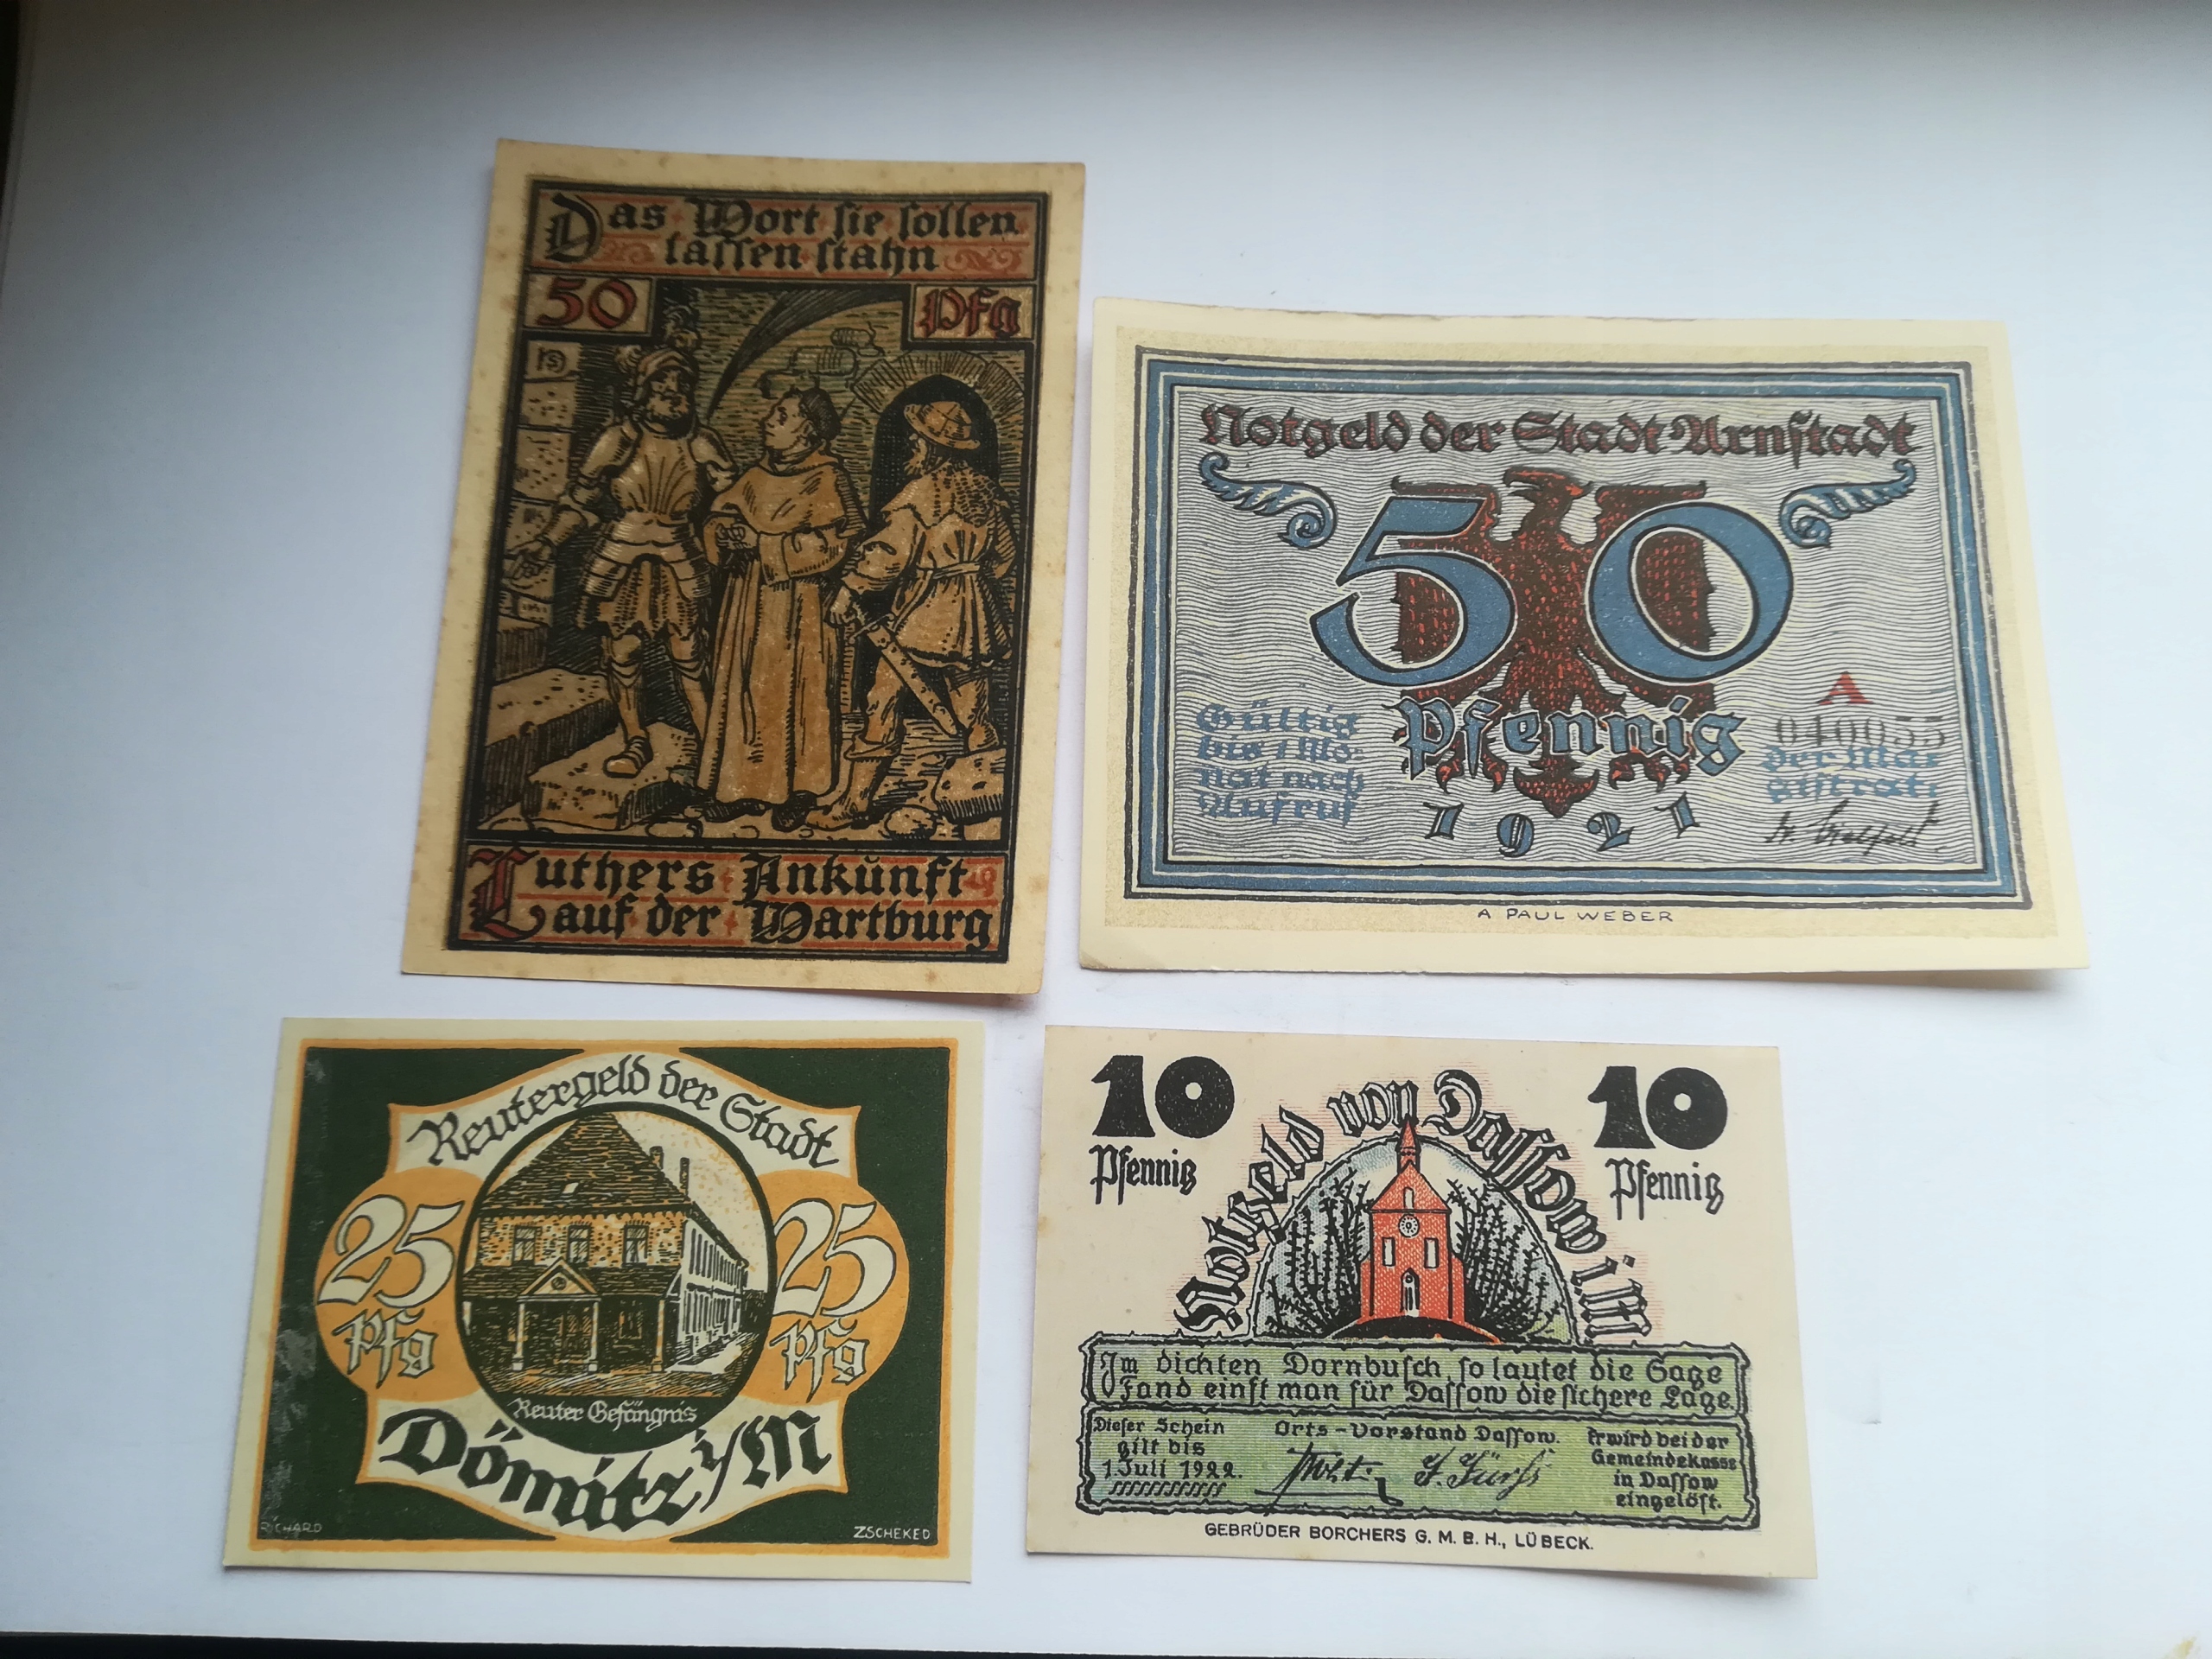 Das Wort sie sollen
lassen stahn
50 Pfg
Luthers Ankunft
auf der Wartburg
Notgeld der Stadt Arnstadt
50
Pfennig
Gültig
bis 1 Mo-
nat nach
Aufruf
1921
A
040055
der Ma-
gistrat:
A PAUL WEBER
Reutergeld der Stadt
25 Pfg
25 Pfg
Reuter Gefängnis
Dömitz i/M
RICHARD
ZSCHEKED
10 Pfennig
10 Pfennig
Notgeld von Dassow i.M
Im dichten Dornbusch, so lautet die Sage
Fand einst man für Dassow die sichere Lage.
Dieser Schein
gilt bis
1. Juli 1922.
Orts-Vorstand Dassow.
Er wird bei der
Gemeindekasse
in Dassow
eingelöst.
GEBRÜDER BORCHERS G. M. B. H., LÜBECK.